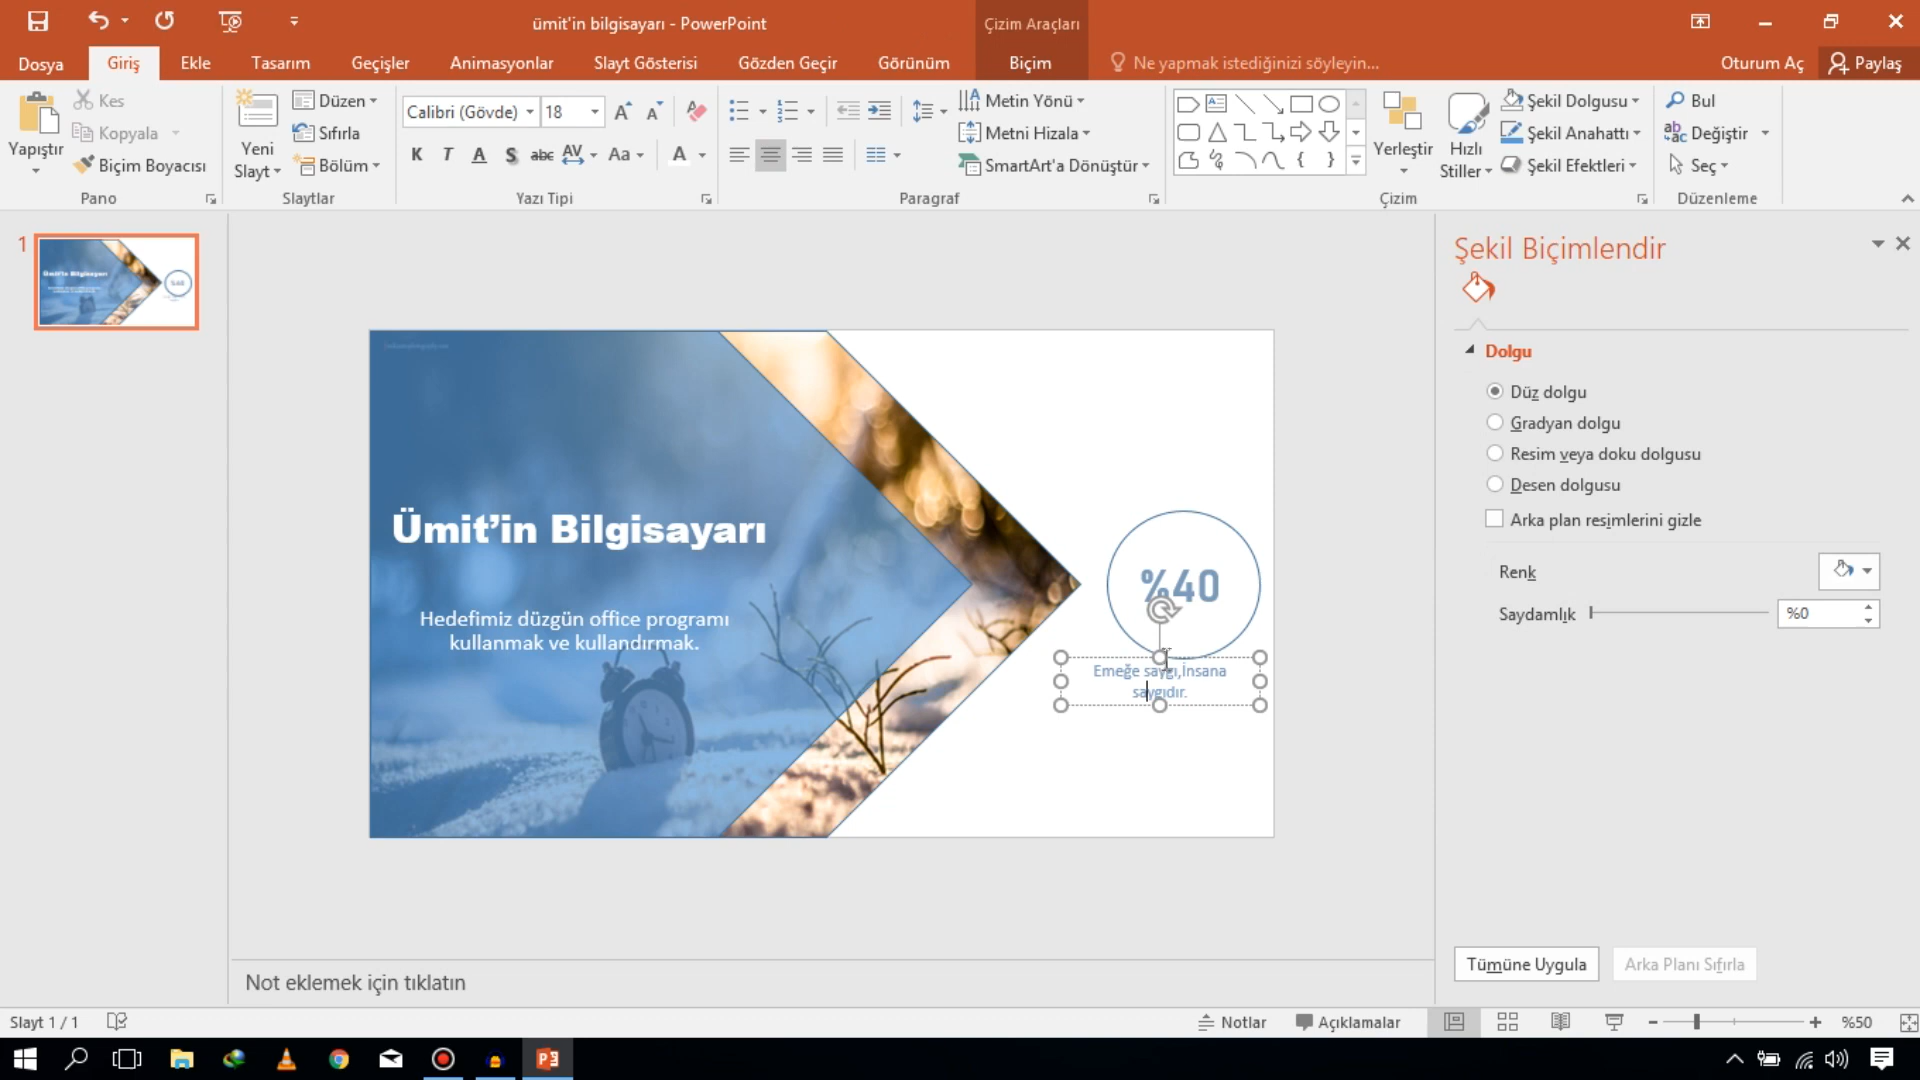 ümit'in bilgisayarı - PowerPoint
Çizim Araçları
Dosya
Giriş
Ekle
Tasarım
Geçişler
Animasyonlar
Slayt Gösterisi
Gözden Geçir
Görünüm
Biçim
Ne yapmak istediğinizi söyleyin...
Oturum Aç
Paylaş
Yapıştır
Kes
Kopyala
Biçim Boyacısı
Pano
Yeni
Slayt
Düzen
Sıfırla
Bölüm
Slaytlar
Calibri (Gövde)
18
K T A S abc AV Aa A
Yazı Tipi
Metin Yönü
Metni Hizala
SmartArt'a Dönüştür
Paragraf
Yerleştir
Hızlı
Stiller
Şekil Dolgusu
Şekil Anahattı
Şekil Efektleri
Çizim
Bul
Değiştir
Seç
Düzenleme
1
Ümit'in Bilgisayarı
%40
Ümit’in Bilgisayarı
Hedefimiz düzgün office programı
kullanmak ve kullandırmak.
%40
Emeğe saygı,İnsana
saygıdır.
Şekil Biçimlendir
Dolgu
Düz dolgu
Gradyan dolgu
Resim veya doku dolgusu
Desen dolgusu
Arka plan resimlerini gizle
Renk
Saydamlık
%0
Tümüne Uygula
Arka Planı Sıfırla
Not eklemek için tıklatın
Slayt 1 / 1
Notlar
Açıklamalar
%50